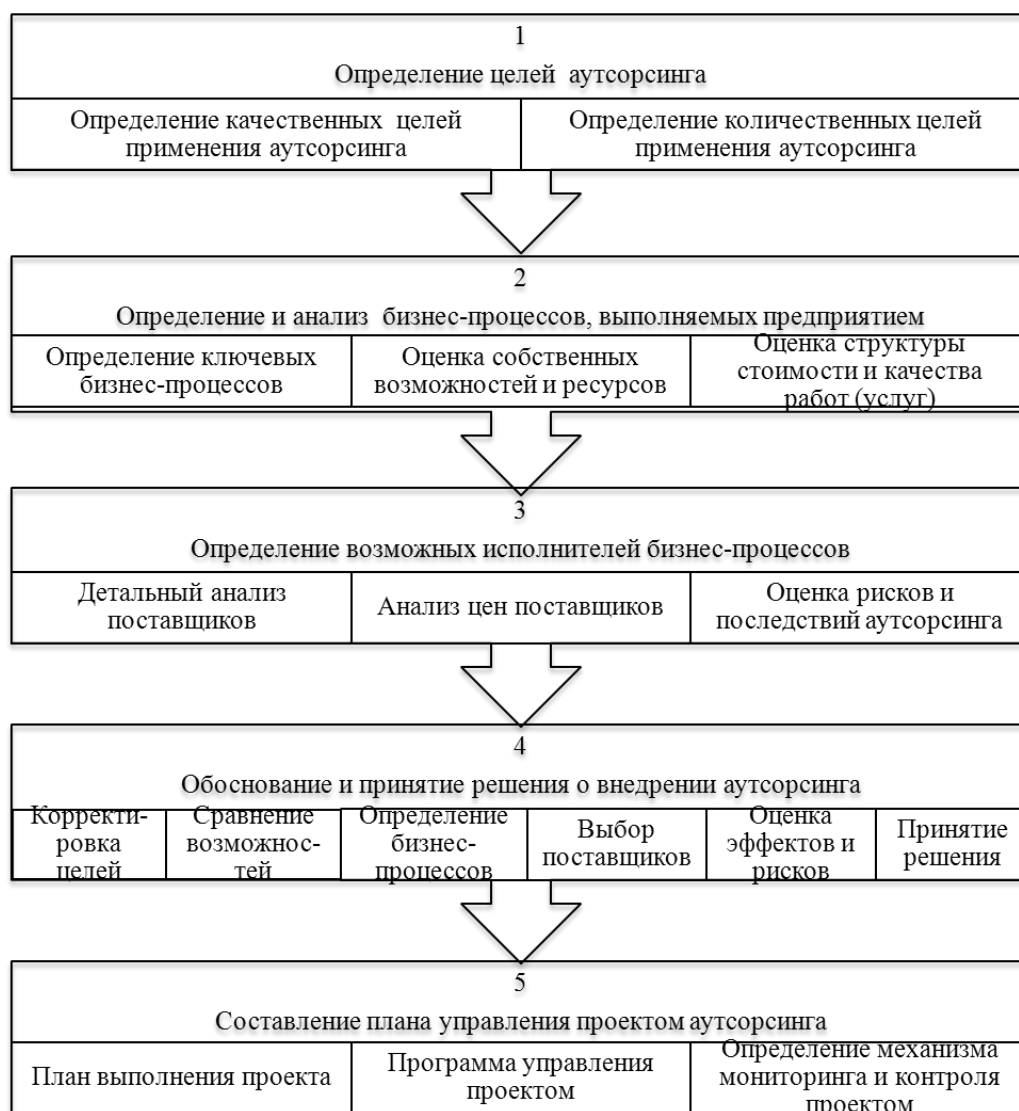 1
Определение целей аутсорсинга
Определение качественных целей
применения аутсорсинга
Определение количественных целей
применения аутсорсинга
2
Определение и анализ бизнес-процессов, выполняемых предприятием
Определение ключевых
бизнес-процессов
Оценка собственных
возможностей и ресурсов
Оценка структуры
стоимости и качества
работ (услуг)
3
Определение возможных исполнителей бизнес-процессов
Детальный анализ
поставщиков
Анализ цен поставщиков
Оценка рисков и
последствий аутсорсинга
4
Обоснование и принятие решения о внедрении аутсорсинга
Корректи-
ровка
целей
Сравнение
возможнос-
тей
Определение
бизнес-
процессов
Выбор
поставщиков
Оценка
эффектов и
рисков
Принятие
решения
5
Составление плана управления проектом аутсорсинга
План выполнения проекта
Программа управления
проектом
Определение механизма
мониторинга и контроля
проектом